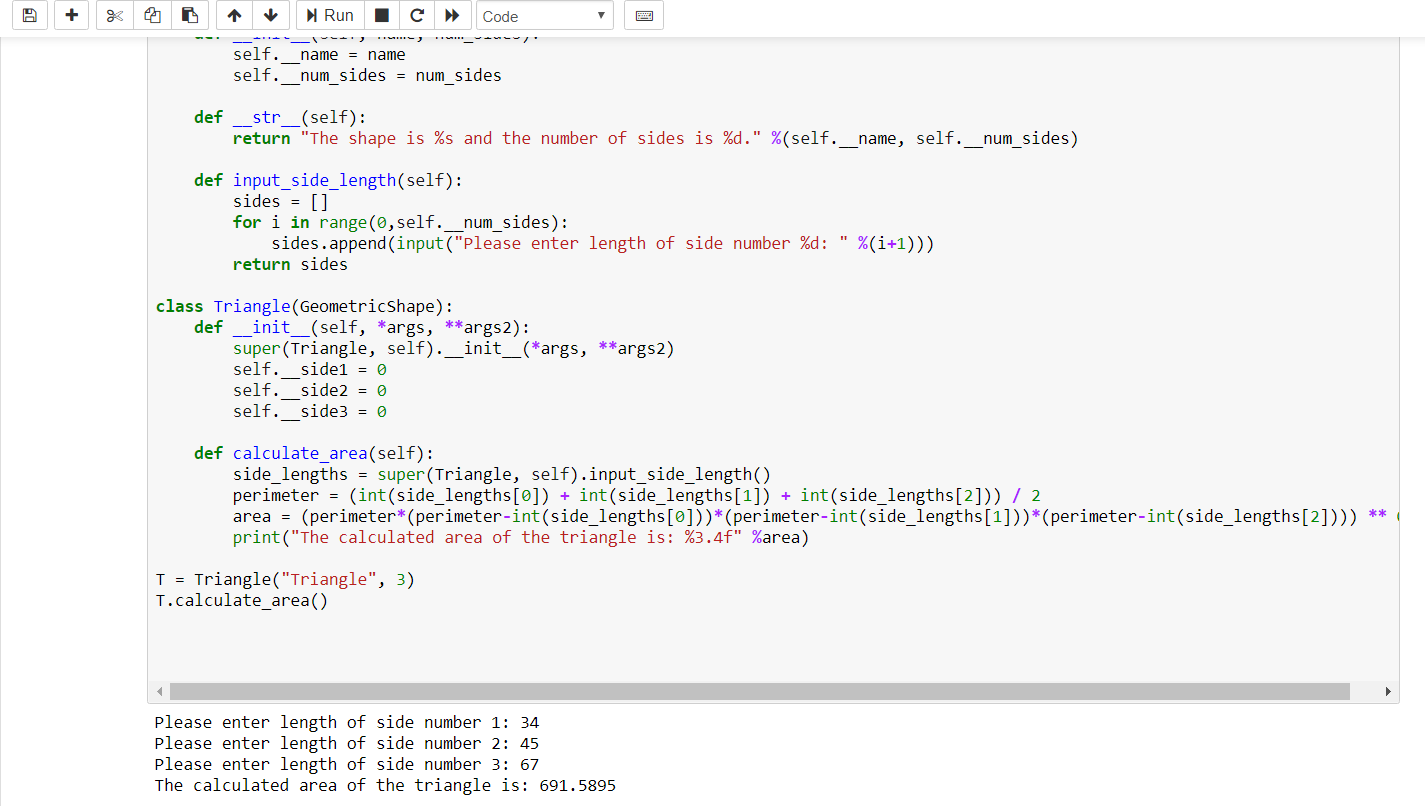 Run
Code
self.__name = name
self.__num_sides = num_sides
def __str__(self):
return "The shape is %s and the number of sides is %d." %(self.__name, self.__num_sides)
def input_side_length(self):
sides = []
for i in range(0,self.__num_sides):
sides.append(input("Please enter length of side number %d: " %(i+1)))
return sides
class Triangle(GeometricShape):
def __init__(self, *args, **args2):
super(Triangle, self).__init__(*args, **args2)
self.__side1 = 0
self.__side2 = 0
self.__side3 = 0
def calculate_area(self):
side_lengths = super(Triangle, self).input_side_length()
perimeter = (int(side_lengths[0]) + int(side_lengths[1]) + int(side_lengths[2])) / 2
area = (perimeter*(perimeter-int(side_lengths[0]))*(perimeter-int(side_lengths[1]))*(perimeter-int(side_lengths[2]))) **
print("The calculated area of the triangle is: %3.4f" %area)
T = Triangle("Triangle", 3)
T.calculate_area()
Please enter length of side number 1: 34
Please enter length of side number 2: 45
Please enter length of side number 3: 67
The calculated area of the triangle is: 691.5895